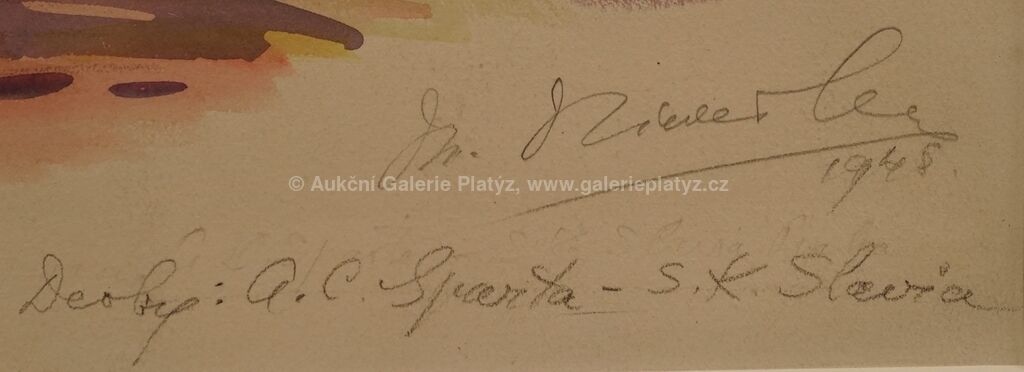 1948.
© Aukční Galerie Platýz, www.galerieplatyz.cz
Derby: A.C. Sparta - S.K. Slavia